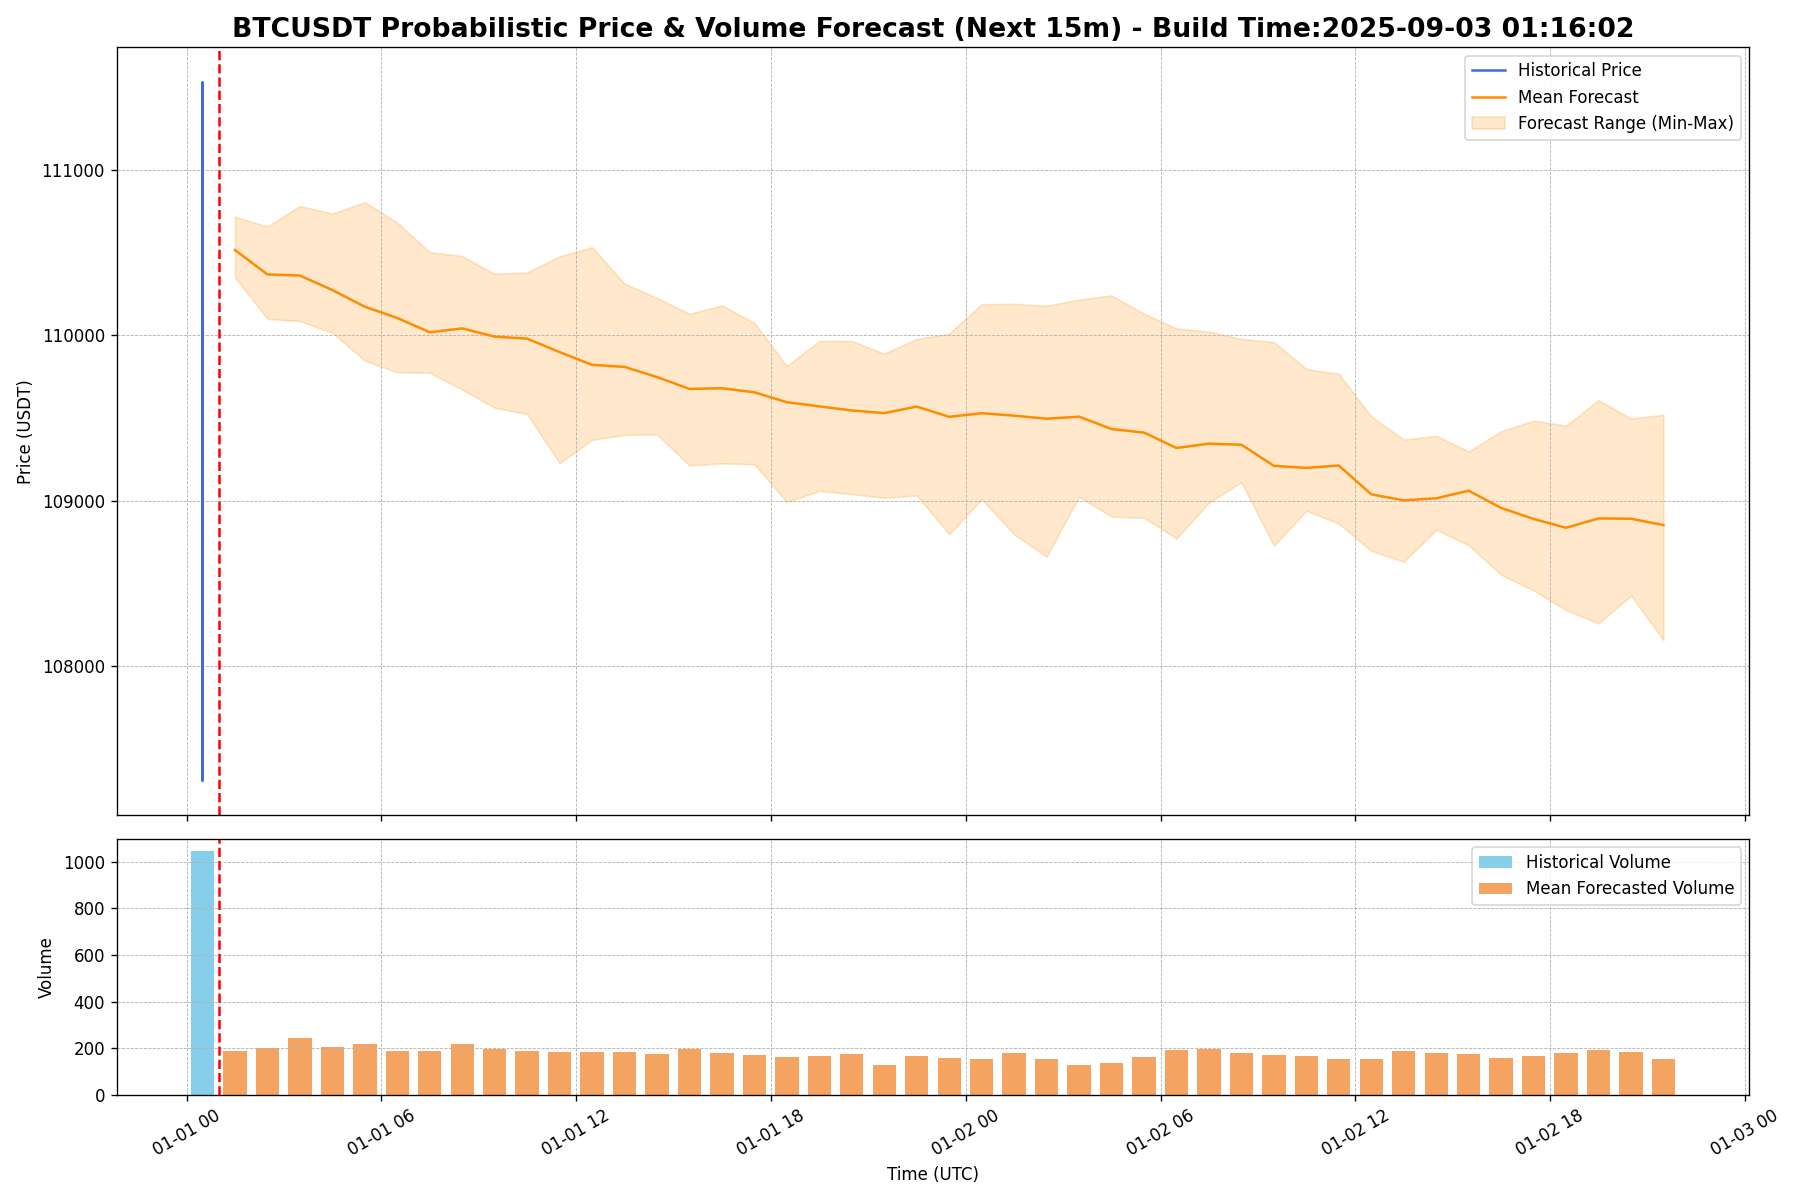 BTCUSDT Probabilistic Price & Volume Forecast (Next 15m) - Build Time:2025-09-03 01:16:02
Historical Price
Mean Forecast
Forecast Range (Min-Max)
111000
110000
109000
108000
Price (USDT)
Historical Volume
Mean Forecasted Volume
1000
800
600
400
200
0
Volume
01-01 00
01-01 06
01-01 12
01-01 18
01-02 00
01-02 06
01-02 12
01-02 18
01-03 00
Time (UTC)